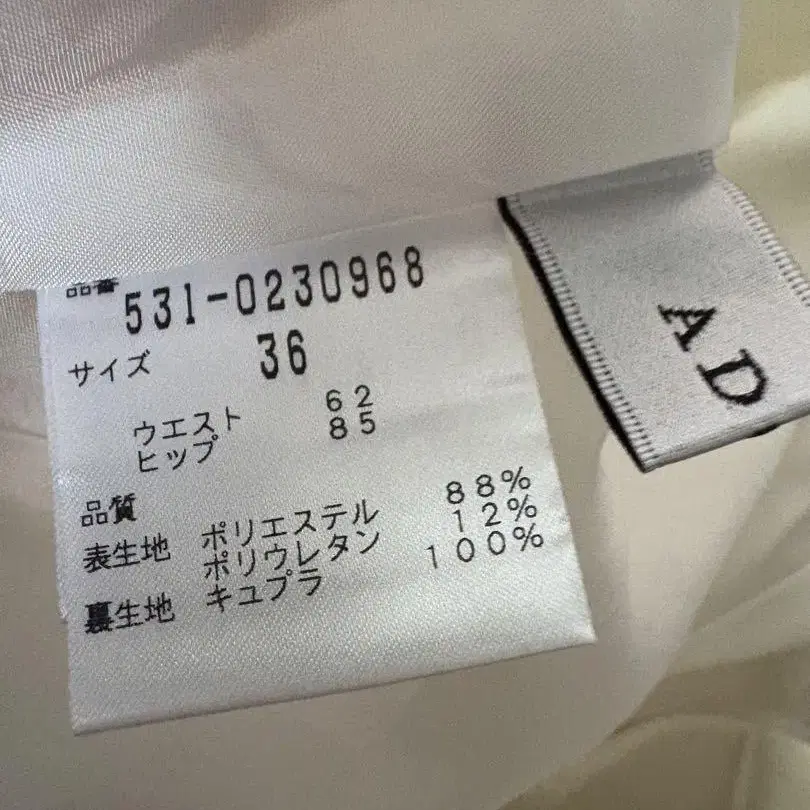 品番 531-0230968
サイズ 36
ウエスト 62
ヒップ 85
品質
表生地 ポリエステル 88%
ポリウレタン 12%
裏生地 キュプラ 100%
AD